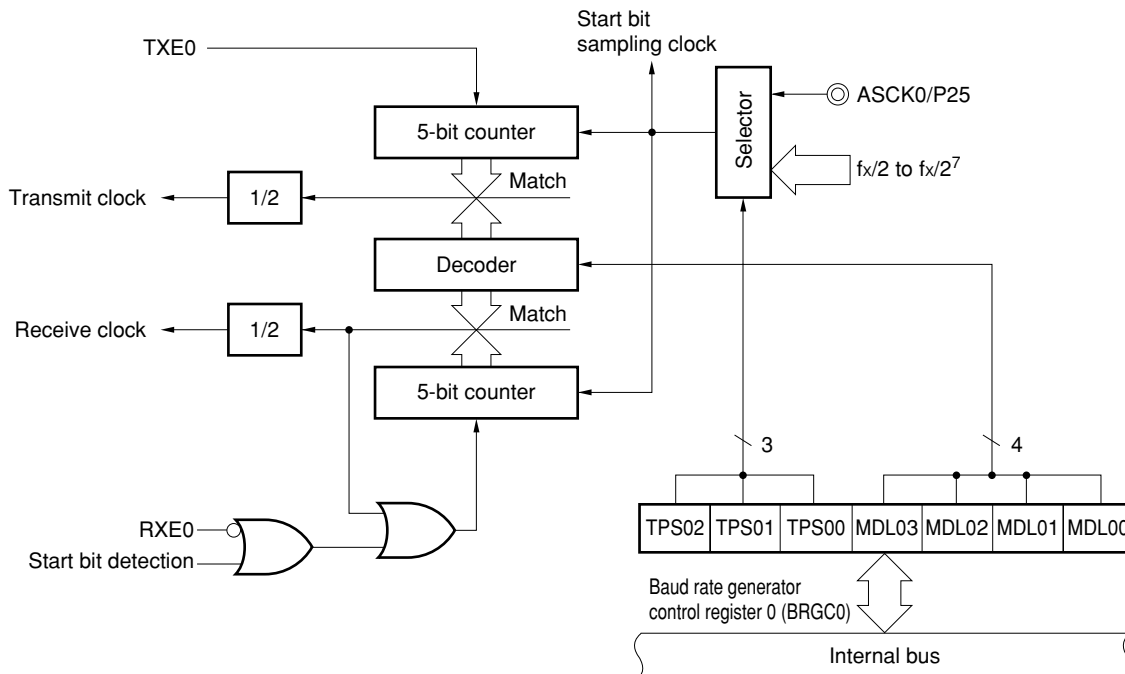 Start bit
sampling clock
TXE0
ASCK0/P25
Selector
5-bit counter
fx/2 to fx/2⁷
Match
Transmit clock
1/2
Decoder
Match
Receive clock
1/2
5-bit counter
3
4
RXE0
Start bit detection
TPS02 TPS01 TPS00 MDL03 MDL02 MDL01 MDL00
Baud rate generator
control register 0 (BRGC0)
Internal bus